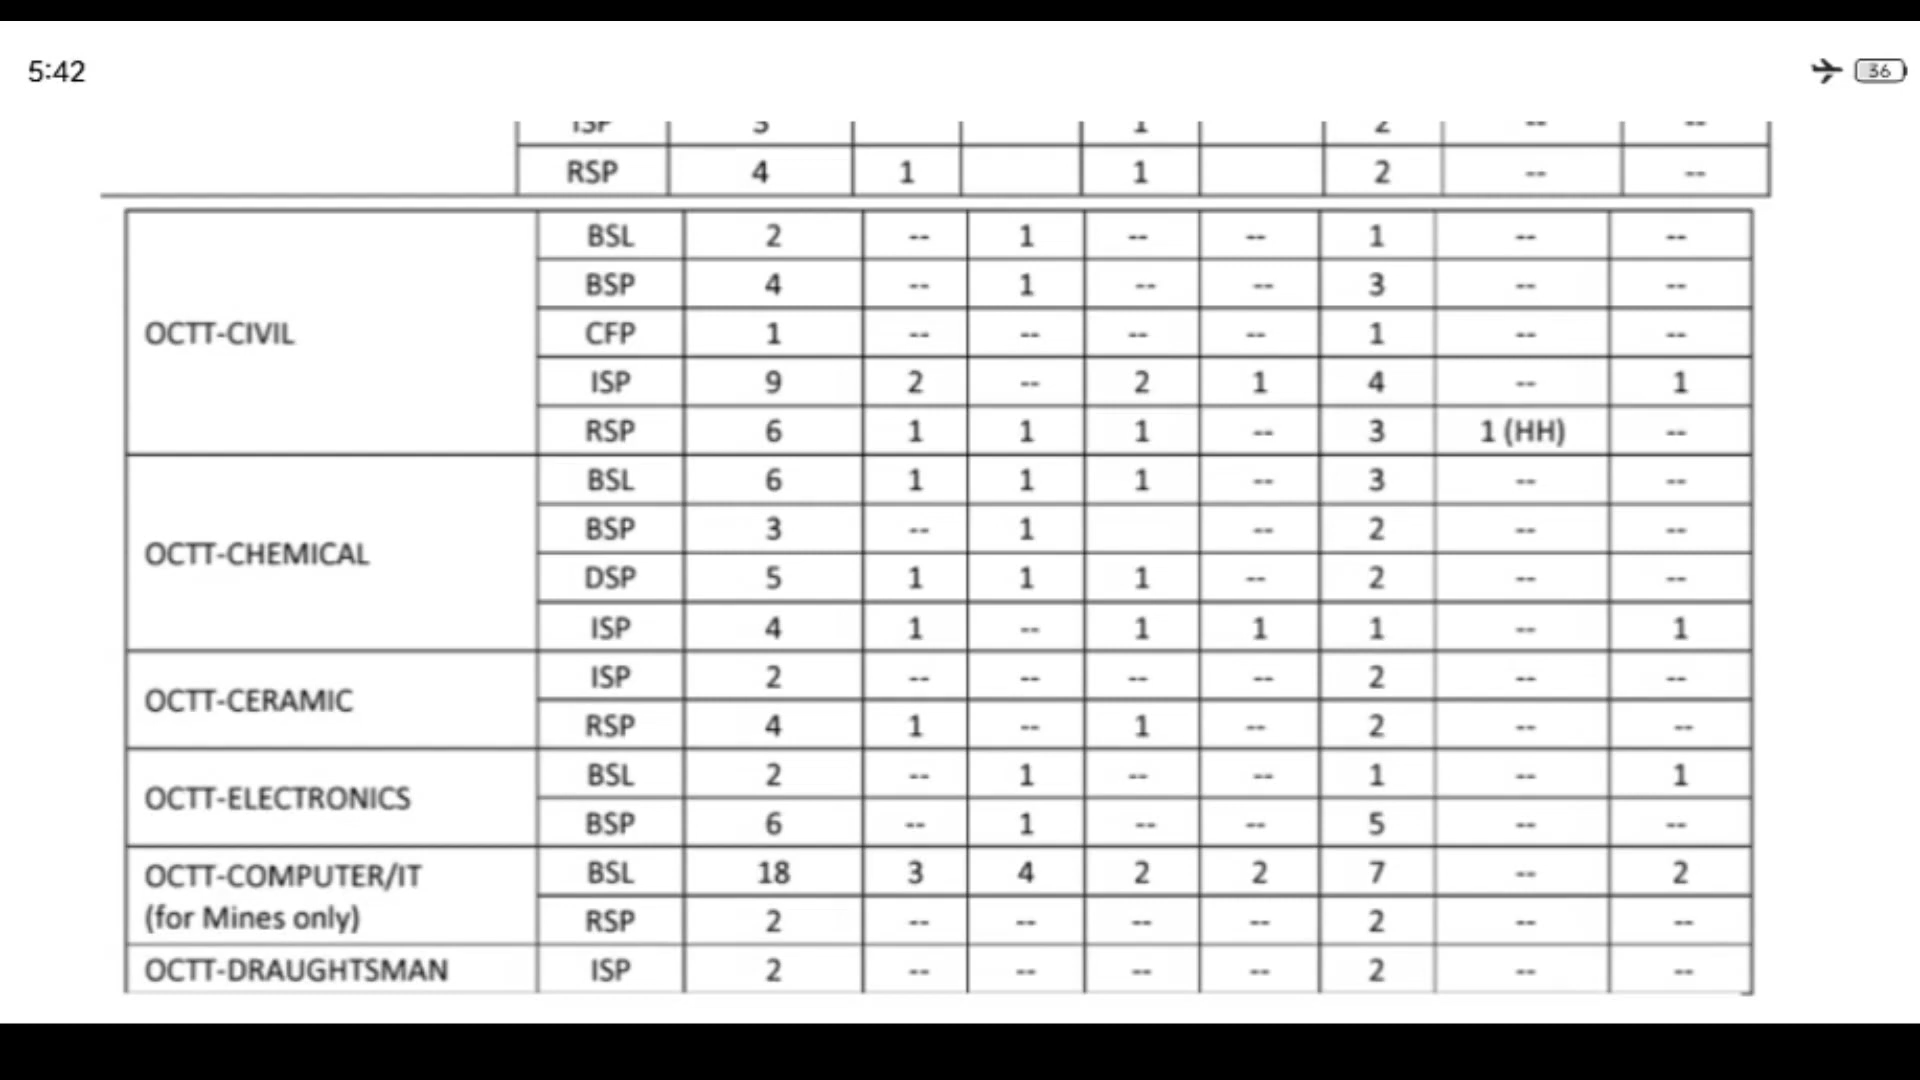 5:42
36
ISP 3 1 2 -- --
RSP 4 1 1 2 -- --
OCTT-CIVIL
BSL 2 -- 1 -- -- 1 -- --
BSP 4 -- 1 -- -- 3 -- --
CFP 1 -- -- -- -- 1 -- --
ISP 9 2 -- 2 1 4 -- 1
RSP 6 1 1 1 -- 3 1 (HH) --
OCTT-CHEMICAL
BSL 6 1 1 1 -- 3 -- --
BSP 3 -- 1 -- 2 -- --
DSP 5 1 1 1 -- 2 -- --
ISP 4 1 -- 1 1 1 -- 1
OCTT-CERAMIC
ISP 2 -- -- -- -- 2 -- --
RSP 4 1 -- 1 -- 2 -- --
OCTT-ELECTRONICS
BSL 2 -- 1 -- -- 1 -- 1
BSP 6 -- 1 -- -- 5 -- --
OCTT-COMPUTER/IT
(for Mines only)
BSL 18 3 4 2 2 7 -- 2
RSP 2 -- -- -- -- 2 -- --
OCTT-DRAUGHTSMAN
ISP 2 -- -- -- -- 2 -- --